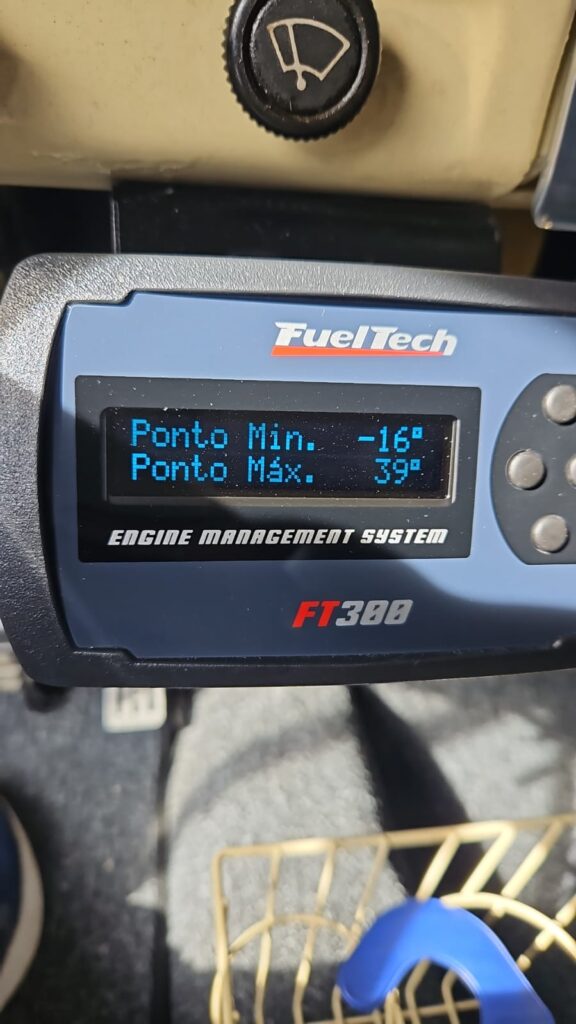 FuelTech
Ponto Min. -16°
Ponto Máx. 39°
ENGINE MANAGEMENT SYSTEM
FT300